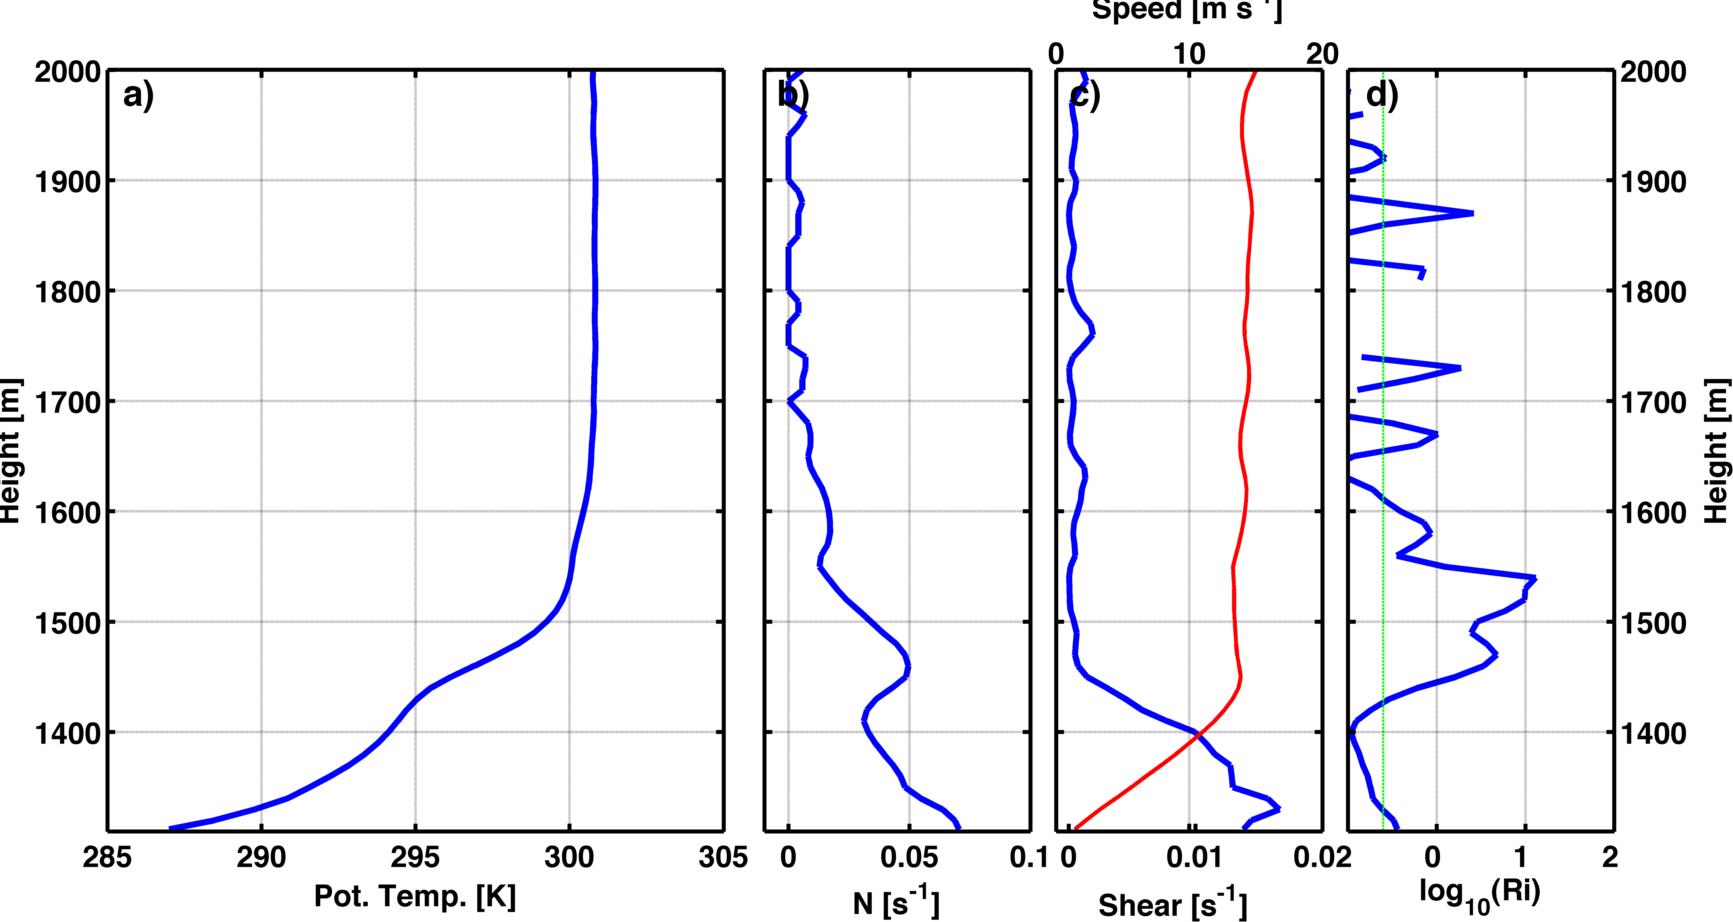 Speed [m s⁻¹]
0 10 20
2000 a) b) c) d) 2000
1900 1900
1800 1800
1700 1700
1600 1600
1500 1500
1400 1400
Height [m]
Height [m]
285 290 295 300 305 0 0.05 0.1 0 0.01 0.02 0 1 2
Pot. Temp. [K]
N [s⁻¹]
Shear [s⁻¹]
log₁₀(Ri)